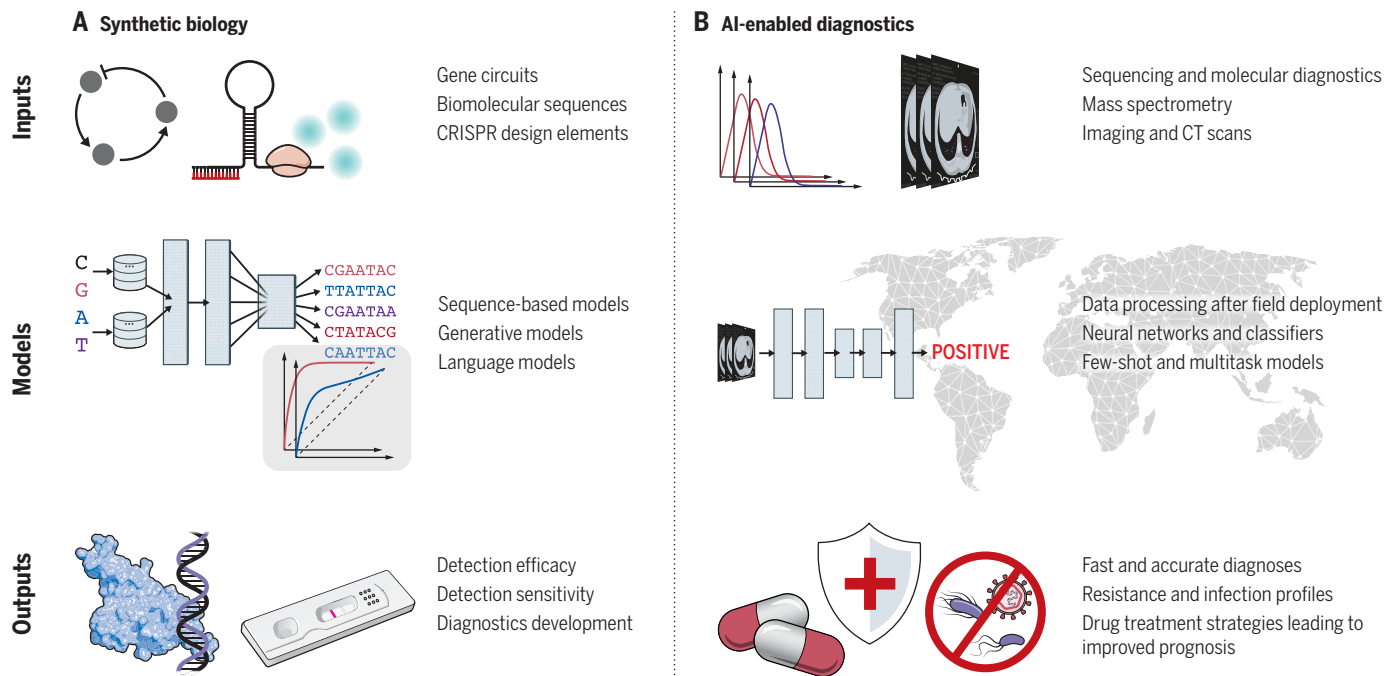 A Synthetic biology
B AI-enabled diagnostics
Inputs
Gene circuits
Biomolecular sequences
CRISPR design elements
Sequencing and molecular diagnostics
Mass spectrometry
Imaging and CT scans
Models
C
G
A
T
CGAATAC
TTATTAC
CGAATAA
CTATACG
CAATTAC
Sequence-based models
Generative models
Language models
POSITIVE
Data processing after field deployment
Neural networks and classifiers
Few-shot and multitask models
Outputs
Detection efficacy
Detection sensitivity
Diagnostics development
Fast and accurate diagnoses
Resistance and infection profiles
Drug treatment strategies leading to
improved prognosis